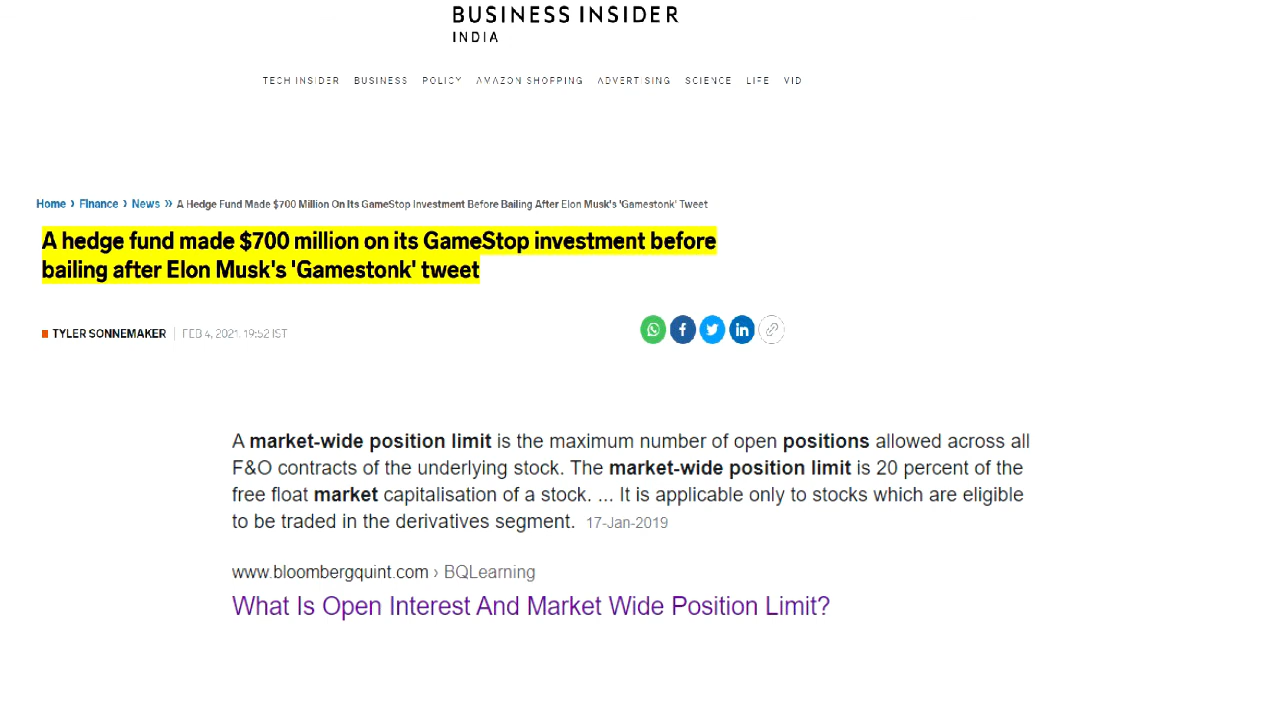 BUSINESS INSIDER
INDIA
TECH INSIDER BUSINESS POLICY AMAZON SHOPPING ADVERTISING SCIENCE LIFE VID
Home › Finance › News » A Hedge Fund Made $700 Million On Its GameStop Investment Before Bailing After Elon Musk's 'Gamestonk' Tweet
A hedge fund made $700 million on its GameStop investment before
bailing after Elon Musk's 'Gamestonk' tweet
TYLER SONNEMAKER | FEB 4, 2021, 19:52 IST
A market-wide position limit is the maximum number of open positions allowed across all
F&O contracts of the underlying stock. The market-wide position limit is 20 percent of the
free float market capitalisation of a stock. ... It is applicable only to stocks which are eligible
to be traded in the derivatives segment. 17-Jan-2019
www.bloombergquint.com › BQLearning
What Is Open Interest And Market Wide Position Limit?